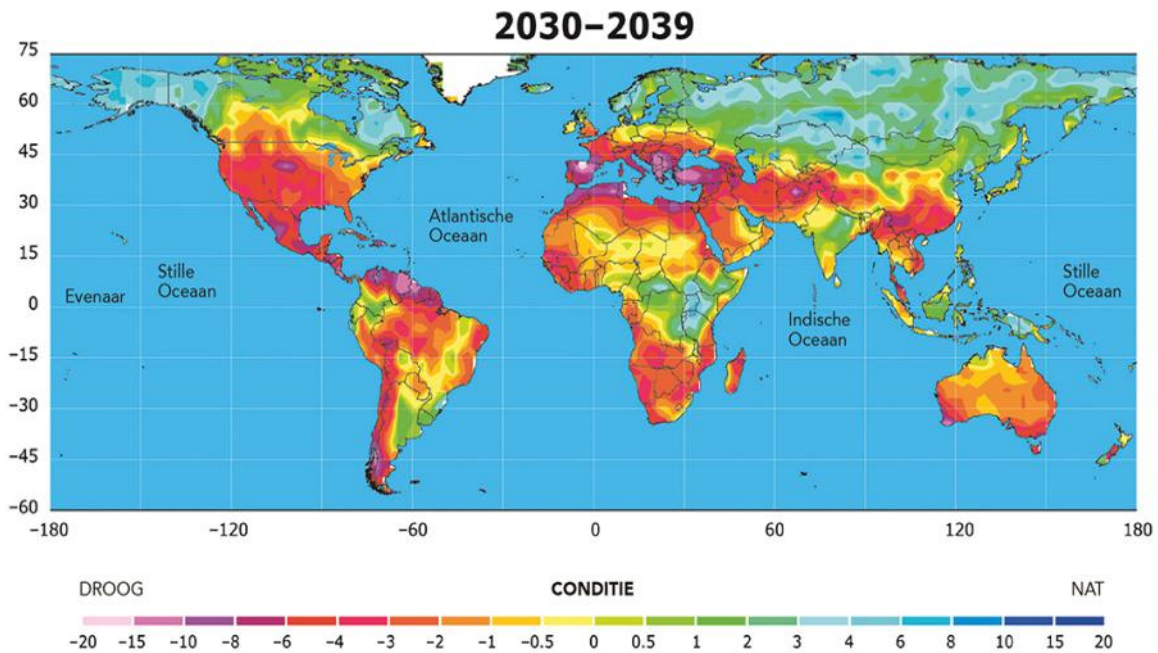 2030–2039
75
60
45
30
15
0
−15
−30
−45
−60
Atlantische
Oceaan
Stille
Oceaan
Evenaar
Stille
Oceaan
Indische
Oceaan
−180
−120
−60
0
60
120
180
DROOG
CONDITIE
NAT
−20 −15 −10 −8 −6 −4 −3 −2 −1 −0.5 0 0.5 1 2 3 4 6 8 10 15 20